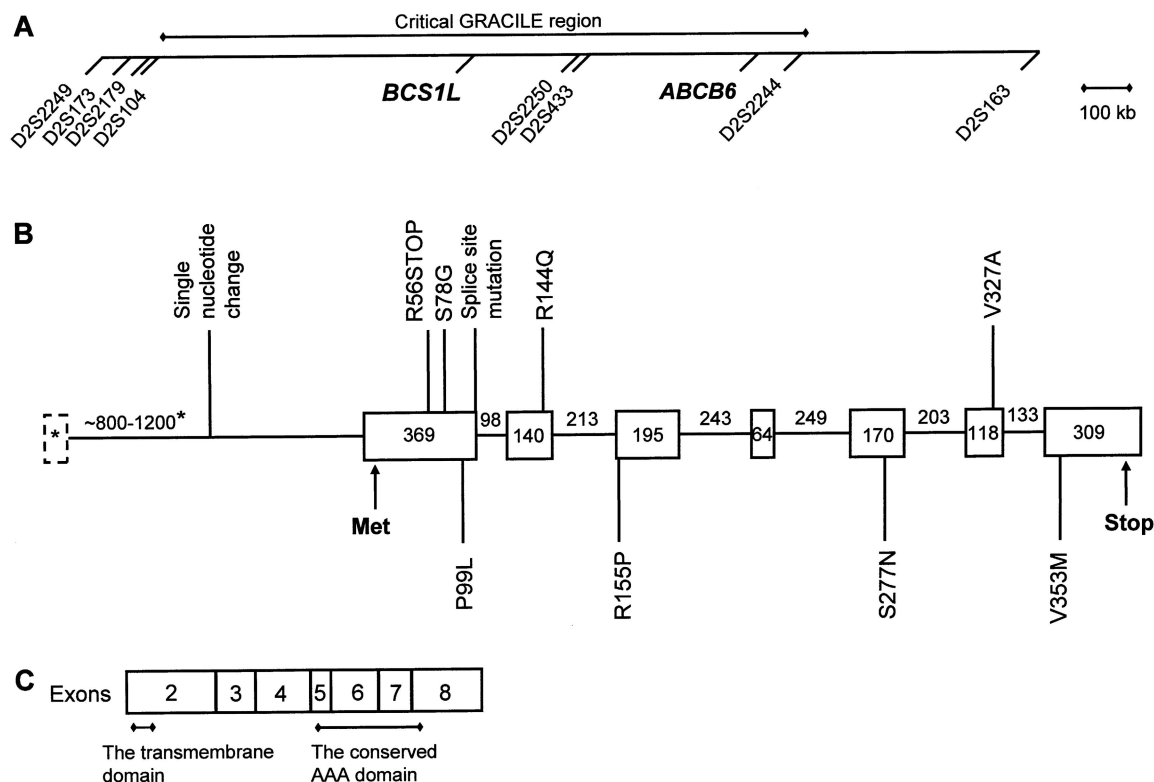 A
Critical GRACILE region
D2S2249
D2S173
D2S2179
D2S104
BCS1L
D2S2250
D2S433
ABCB6
D2S2244
D2S163
100 kb
B
Single
nucleotide
change
R56STOP
S78G
Splice site
mutation
R144Q
V327A
*
~800-1200*
369
98
140
213
195
243
64
249
170
203
118
133
309
Met
Stop
P99L
R155P
S277N
V353M
C
Exons
2
3
4
5
6
7
8
The transmembrane
domain
The conserved
AAA domain